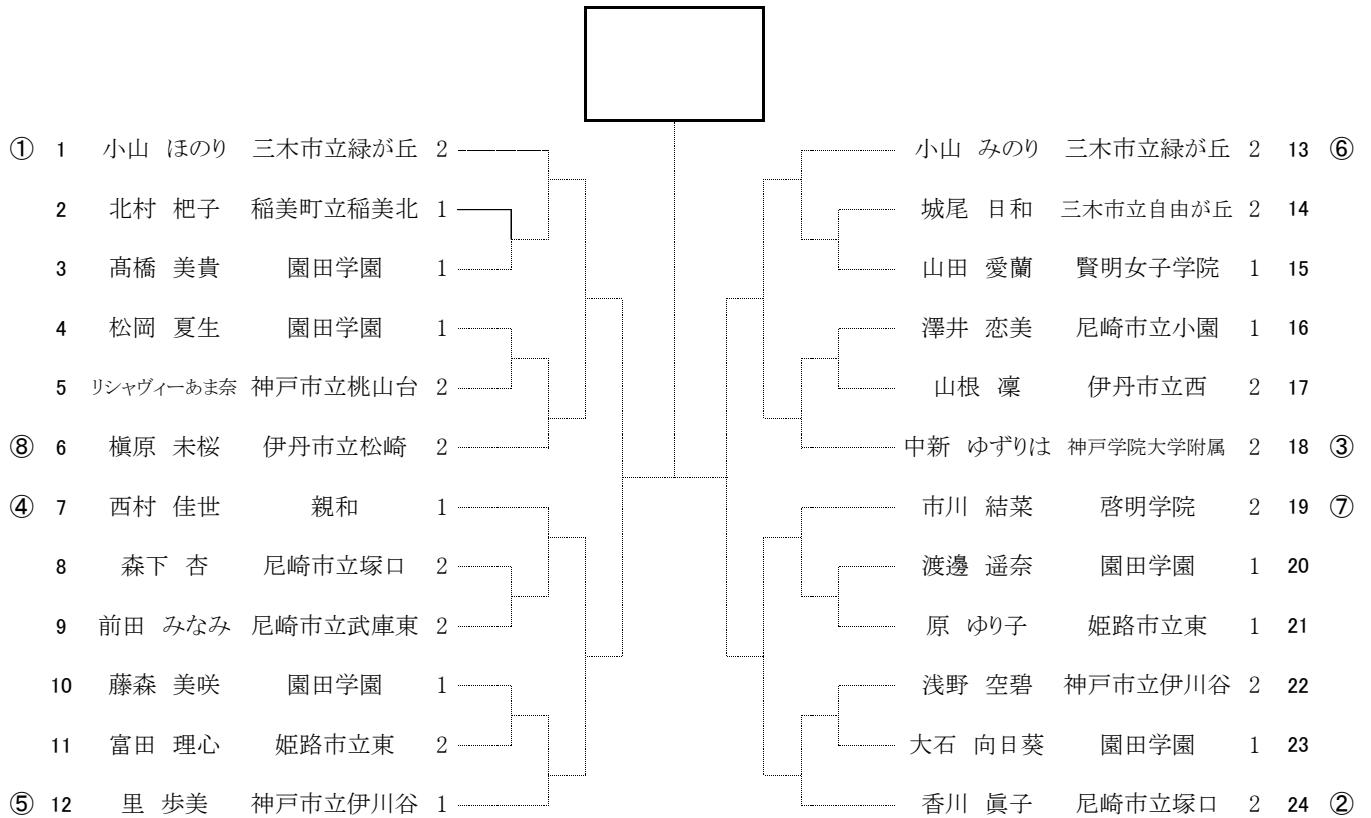 ① 1 小山 ほのり 三木市立緑が丘 2
2 北村 杷子 稲美町立稲美北 1
3 髙橋 美貴 園田学園 1
4 松岡 夏生 園田学園 1
5 リシャヴィーあま奈 神戸市立桃山台 2
⑧ 6 槇原 未桜 伊丹市立松崎 2
④ 7 西村 佳世 親和 1
8 森下 杏 尼崎市立塚口 2
9 前田 みなみ 尼崎市立武庫東 2
10 藤森 美咲 園田学園 1
11 富田 理心 姫路市立東 2
⑤ 12 里 歩美 神戸市立伊川谷 1
小山 みのり 三木市立緑が丘 2 13 ⑥
城尾 日和 三木市立自由が丘 2 14
山田 愛蘭 賢明女子学院 1 15
澤井 恋美 尼崎市立小園 1 16
山根 凜 伊丹市立西 2 17
中新 ゆずりは 神戸学院大学附属 2 18 ③
市川 結菜 啓明学院 2 19 ⑦
渡邊 遥奈 園田学園 1 20
原 ゆり子 姫路市立東 1 21
浅野 空碧 神戸市立伊川谷 2 22
大石 向日葵 園田学園 1 23
香川 眞子 尼崎市立塚口 2 24 ②